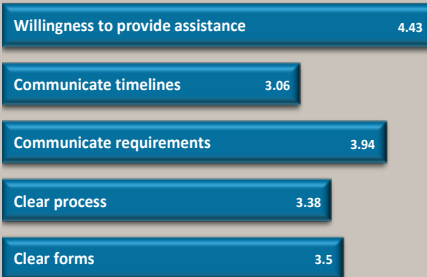 Willingness to provide assistance 4.43
Communicate timelines 3.06
Communicate requirements 3.94
Clear process 3.38
Clear forms 3.5